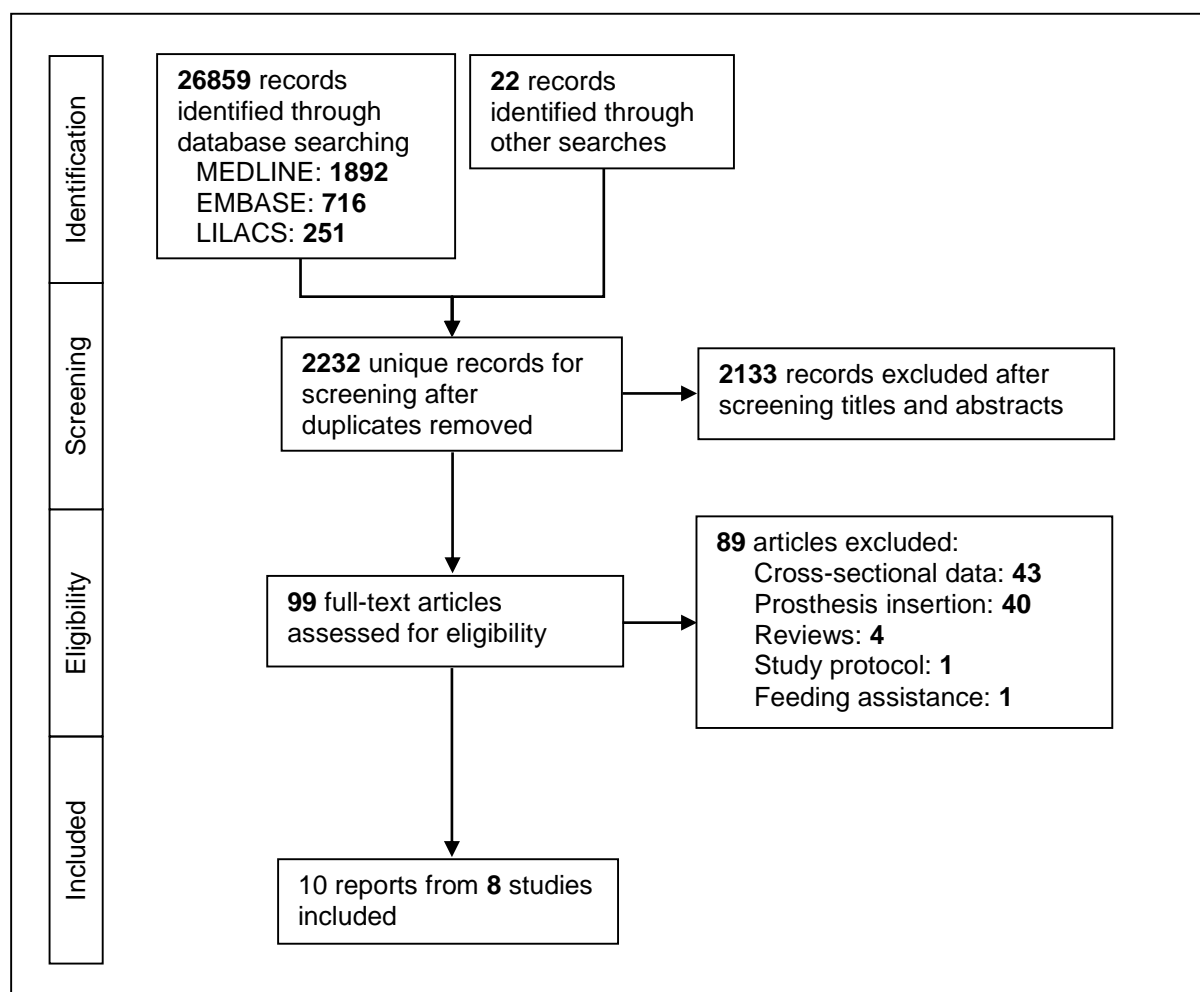 Identification
26859 records
identified through
database searching
MEDLINE: 1892
EMBASE: 716
LILACS: 251
22 records
identified through
other searches
Screening
2232 unique records for
screening after
duplicates removed
2133 records excluded after
screening titles and abstracts
Eligibility
99 full-text articles
assessed for eligibility
89 articles excluded:
Cross-sectional data: 43
Prosthesis insertion: 40
Reviews: 4
Study protocol: 1
Feeding assistance: 1
Included
10 reports from 8 studies
included